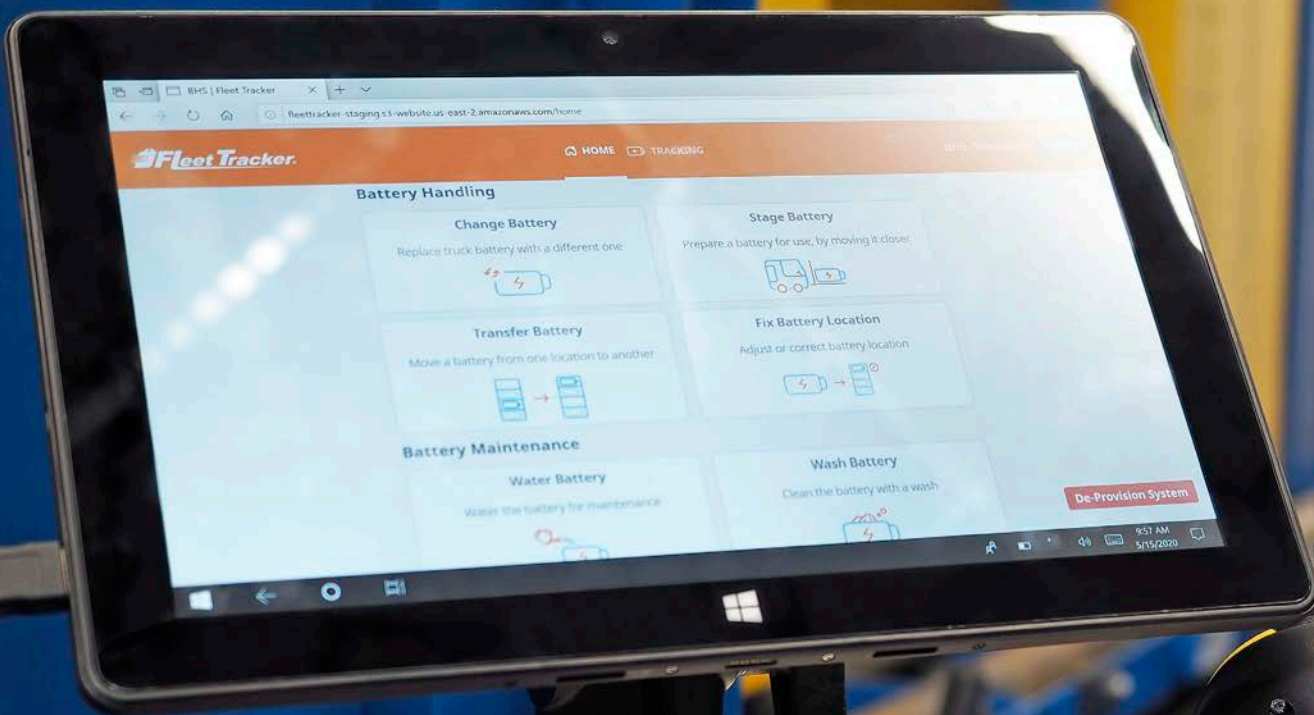 BHS | Fleet Tracker
fleettracker-staging.s3-website.us-east-2.amazonaws.com/home
Fleet Tracker.
HOME
TRACKING
Battery Handling
Change Battery
Replace truck battery with a different one
Stage Battery
Prepare a battery for use, by moving it closer
Transfer Battery
Move a battery from one location to another
Fix Battery Location
Adjust or correct battery location
Battery Maintenance
Water Battery
Water the battery for maintenance
Wash Battery
Clean the battery with a wash
De-Provision System
9:57 AM
5/15/2020